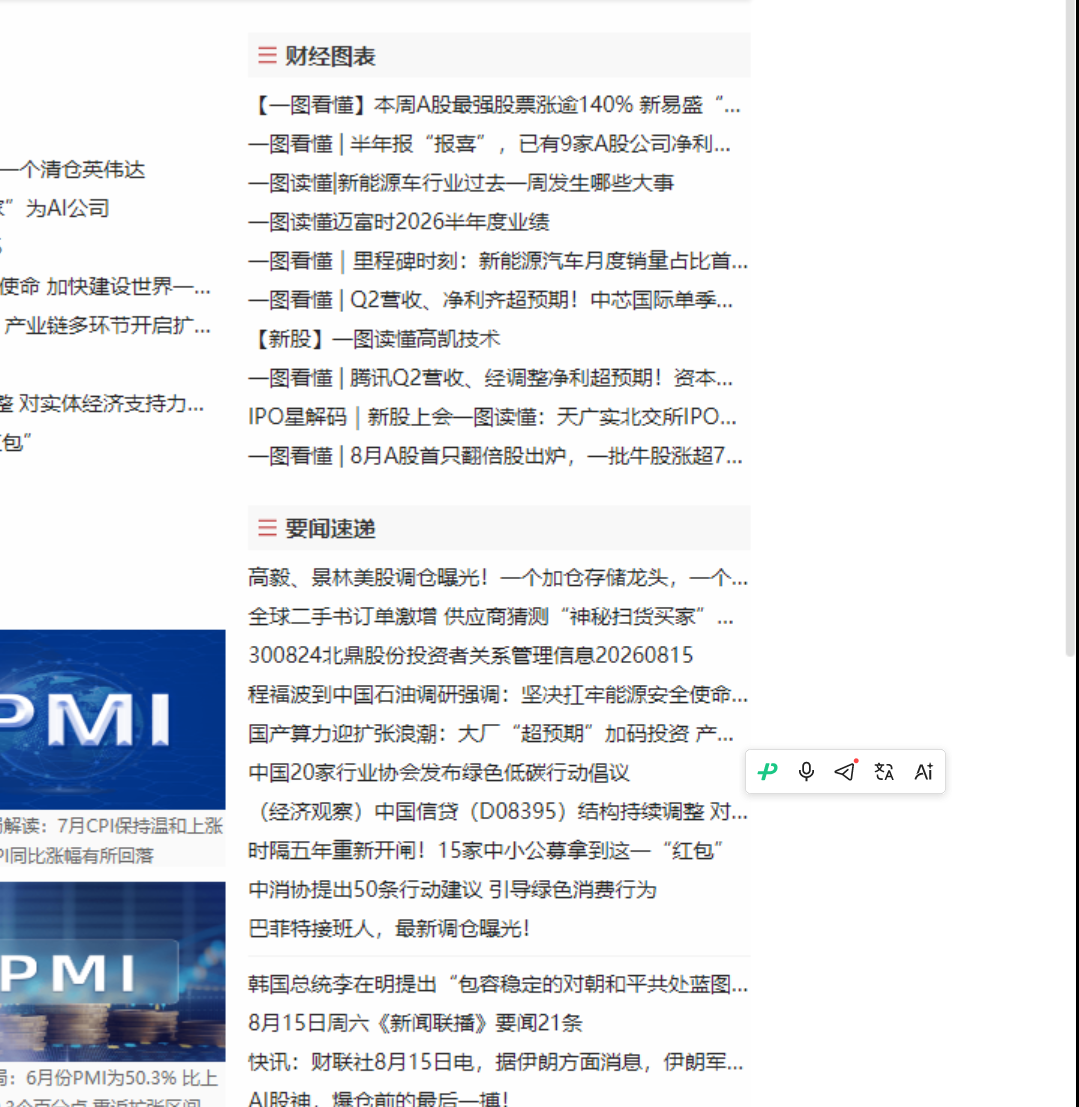 财经图表
【一图看懂】本周A股最强股票涨逾140% 新易盛“...
一图看懂 | 半年报“报喜”，已有9家A股公司净利...
一图读懂|新能源车行业过去一周发生哪些大事
一图读懂迈富时2026半年度业绩
一图看懂｜里程碑时刻：新能源汽车月度销量占比首...
一图看懂 | Q2营收、净利齐超预期！中芯国际单季...
【新股】一图读懂高凯技术
一图看懂 | 腾讯Q2营收、经调整净利超预期！资本...
IPO星解码｜新股上会一图读懂：天广实北交所IPO...
一图看懂 | 8月A股首只翻倍股出炉，一批牛股涨超7...
一个清仓英伟达
”为AI公司
使命 加快建设世界一...
产业链多环节开启扩...
整 对实体经济支持力...
包”
要闻速递
高毅、景林美股调仓曝光！一个加仓存储龙头，一个...
全球二手书订单激增 供应商猜测“神秘扫货买家” ...
300824北鼎股份投资者关系管理信息20260815
程福波到中国石油调研强调：坚决扛牢能源安全使命...
国产算力迎扩张浪潮：大厂“超预期”加码投资 产...
中国20家行业协会发布绿色低碳行动倡议
（经济观察）中国信贷（D08395）结构持续调整 对...
时隔五年重新开闸！15家中小公募拿到这一“红包”
中消协提出50条行动建议 引导绿色消费行为
巴菲特接班人，最新调仓曝光！
韩国总统李在明提出“包容稳定的对朝和平共处蓝图...
8月15日周六《新闻联播》要闻21条
快讯：财联社8月15日电，据伊朗方面消息，伊朗军...
AI股神，爆仓前的最后一搏！
PMI
解读：7月CPI保持温和上涨
PI同比涨幅有所回落
PMI
局：6月份PMI为50.3% 比上
个百分点 重返扩张区间